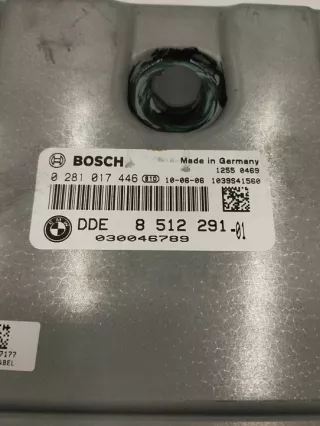 BOSCH Made in Germany
1255 0469
0 281 017 446 10-06-06 1039S41560
DDE 8 512 291-01
030046789
7177